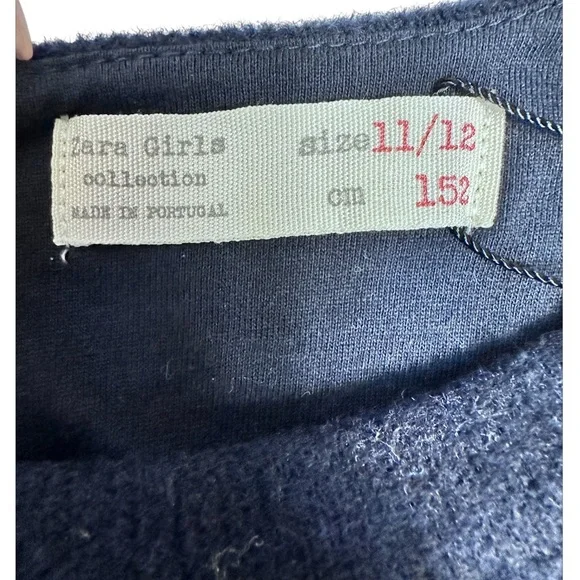 Zara Girls size 11/12
collection cm 152
MADE IN PORTUGAL